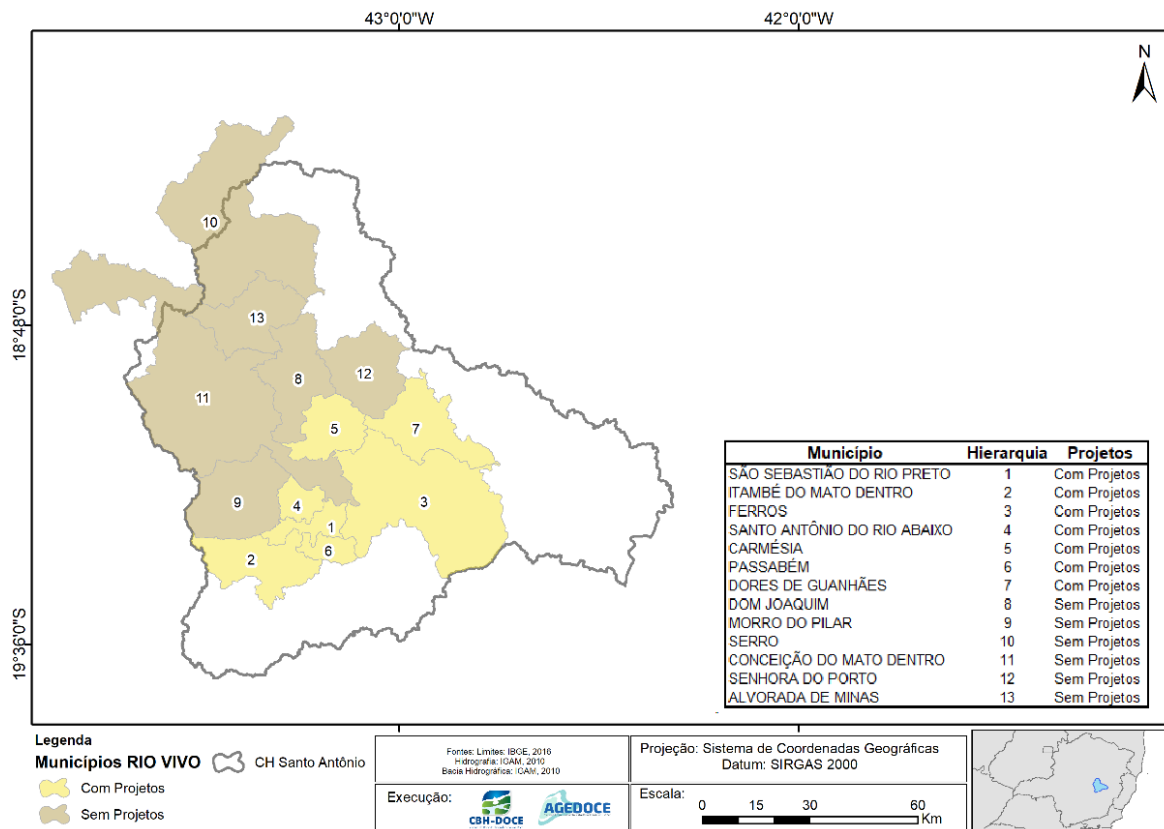 43°0'0"W
42°0'0"W
N
18°48'0"S
19°36'0"S
10
13
8
12
11
5
7
9
4
3
1
6
2
Município Hierarquia Projetos
SÃO SEBASTIÃO DO RIO PRETO 1 Com Projetos
ITAMBÉ DO MATO DENTRO 2 Com Projetos
FERROS 3 Com Projetos
SANTO ANTÔNIO DO RIO ABAIXO 4 Com Projetos
CARMÉSIA 5 Com Projetos
PASSABÉM 6 Com Projetos
DORES DE GUANHÃES 7 Com Projetos
DOM JOAQUIM 8 Sem Projetos
MORRO DO PILAR 9 Sem Projetos
SERRO 10 Sem Projetos
CONCEIÇÃO DO MATO DENTRO 11 Sem Projetos
SENHORA DO PORTO 12 Sem Projetos
ALVORADA DE MINAS 13 Sem Projetos
Legenda
Municípios RIO VIVO
CH Santo Antônio
Com Projetos
Sem Projetos
Fontes: Limites: IBGE, 2016
Hidrografia: IGAM, 2010
Bacia Hidrográfica: IGAM, 2010
Execução:
CBH-DOCE
AGEDOCE
Projeção: Sistema de Coordenadas Geográficas
Datum: SIRGAS 2000
Escala:
0 15 30 60
Km